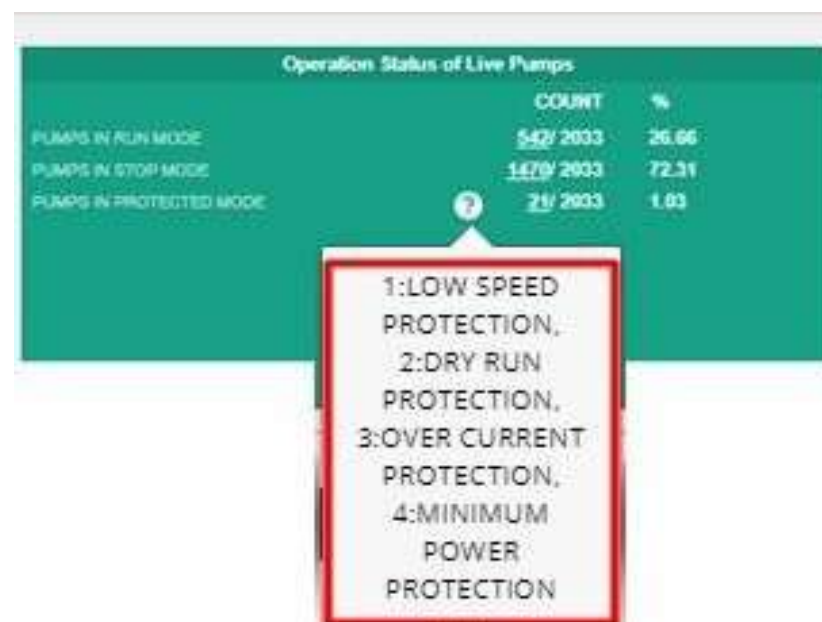 Operation Status of Live Pumps
COUNT %
PUMPS IN RUN MODE 542/ 2033 26.66
PUMPS IN STOP MODE 1470/ 2033 72.31
PUMPS IN PROTECTED MODE ? 21/ 2033 1.03
1:LOW SPEED
PROTECTION,
2:DRY RUN
PROTECTION,
3:OVER CURRENT
PROTECTION,
4:MINIMUM
POWER
PROTECTION